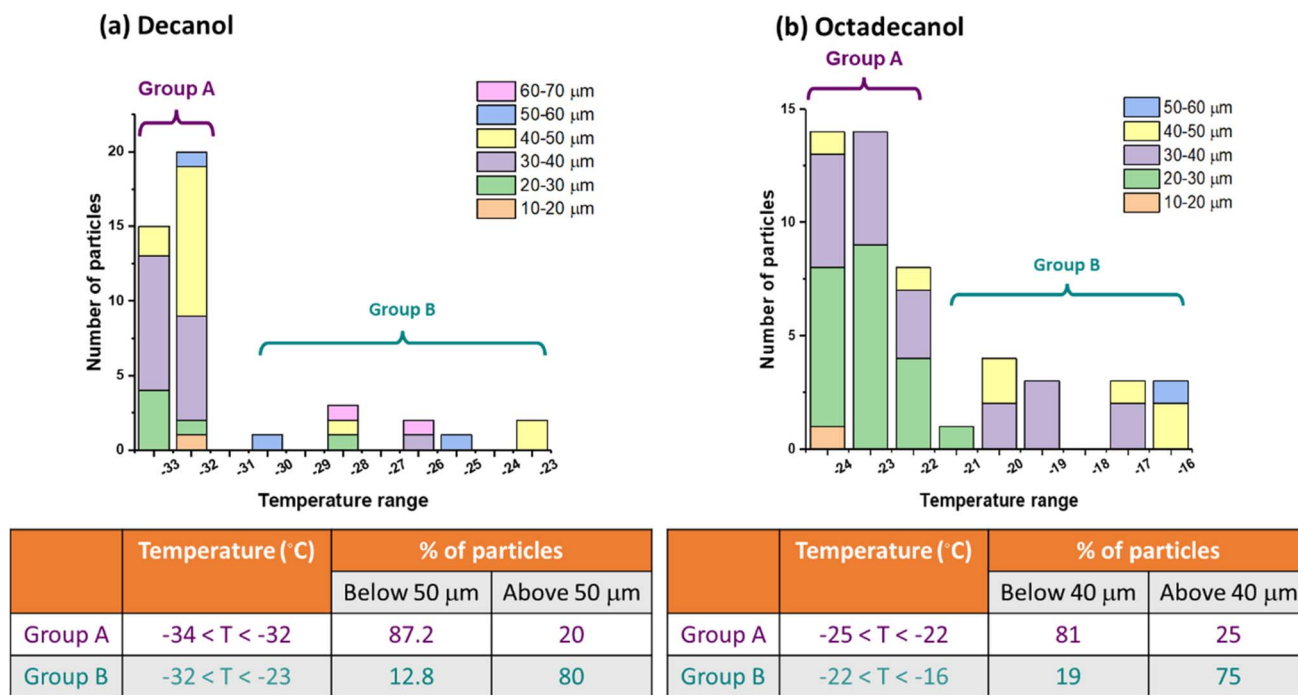 (a) Decanol
Group A
60-70 μm
50-60 μm
40-50 μm
30-40 μm
20-30 μm
10-20 μm
Group B
Number of particles
20
15
10
5
0
-33 -32 -31 -30 -29 -28 -27 -26 -25 -24 -23
Temperature range
(b) Octadecanol
Group A
50-60 μm
40-50 μm
30-40 μm
20-30 μm
10-20 μm
Group B
Number of particles
15
10
5
0
-24 -23 -22 -21 -20 -19 -18 -17 -16
Temperature range
Temperature (°C) % of particles
Below 50 μm Above 50 μm
Group A -34 < T < -32 87.2 20
Group B -32 < T < -23 12.8 80
Temperature (°C) % of particles
Below 40 μm Above 40 μm
Group A -25 < T < -22 81 25
Group B -22 < T < -16 19 75